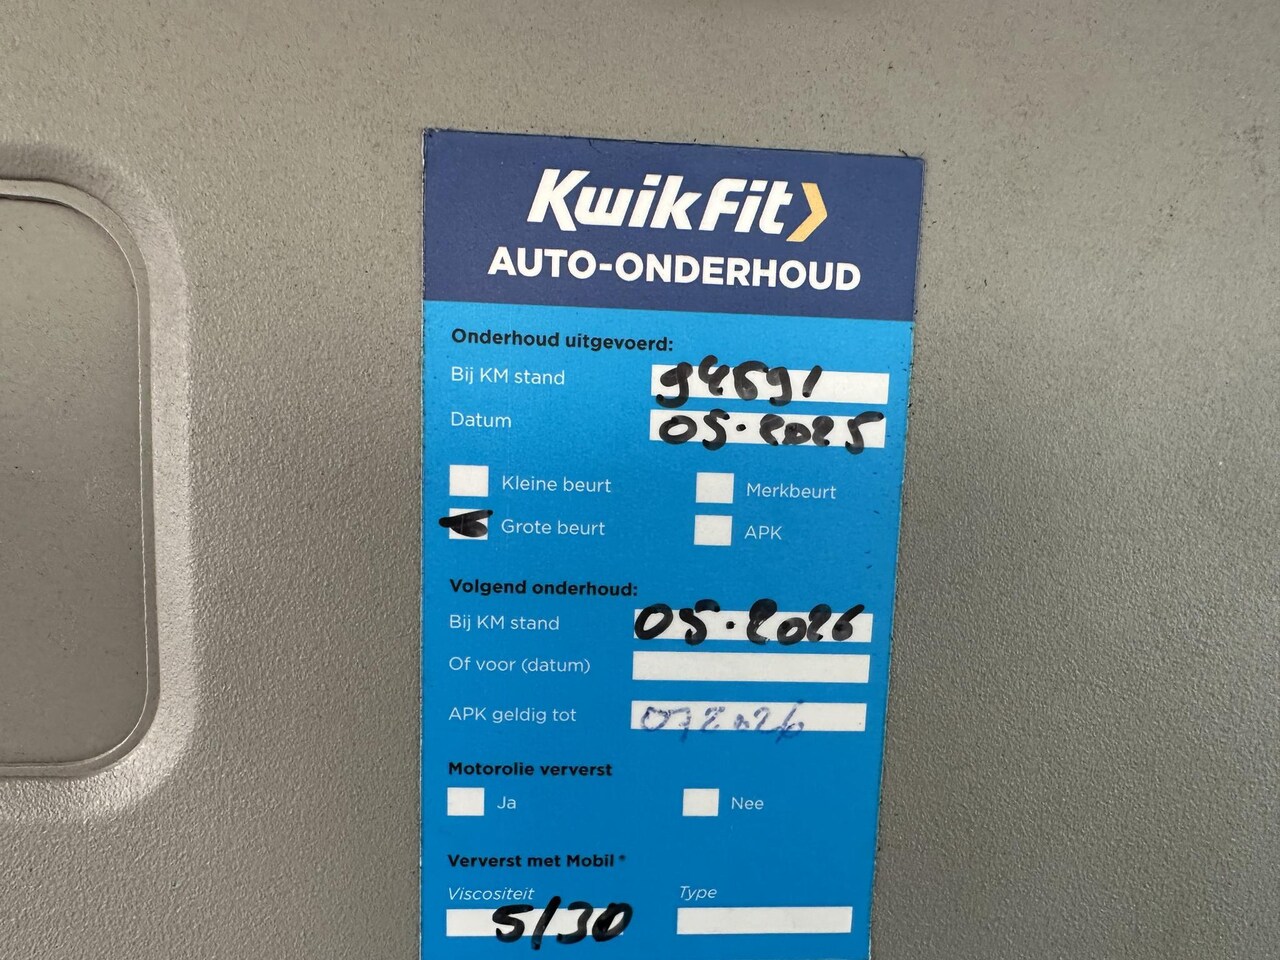 KwikFit
AUTO-ONDERHOUD
Onderhoud uitgevoerd:
Bij KM stand 94691
Datum 05.2025
Kleine beurt Merkbeurt
Grote beurt APK
Volgend onderhoud:
Bij KM stand 05.2026
Of voor (datum)
APK geldig tot 072026
Motorolie ververst
Ja Nee
Ververst met Mobil®
Viscositeit Type
5/30